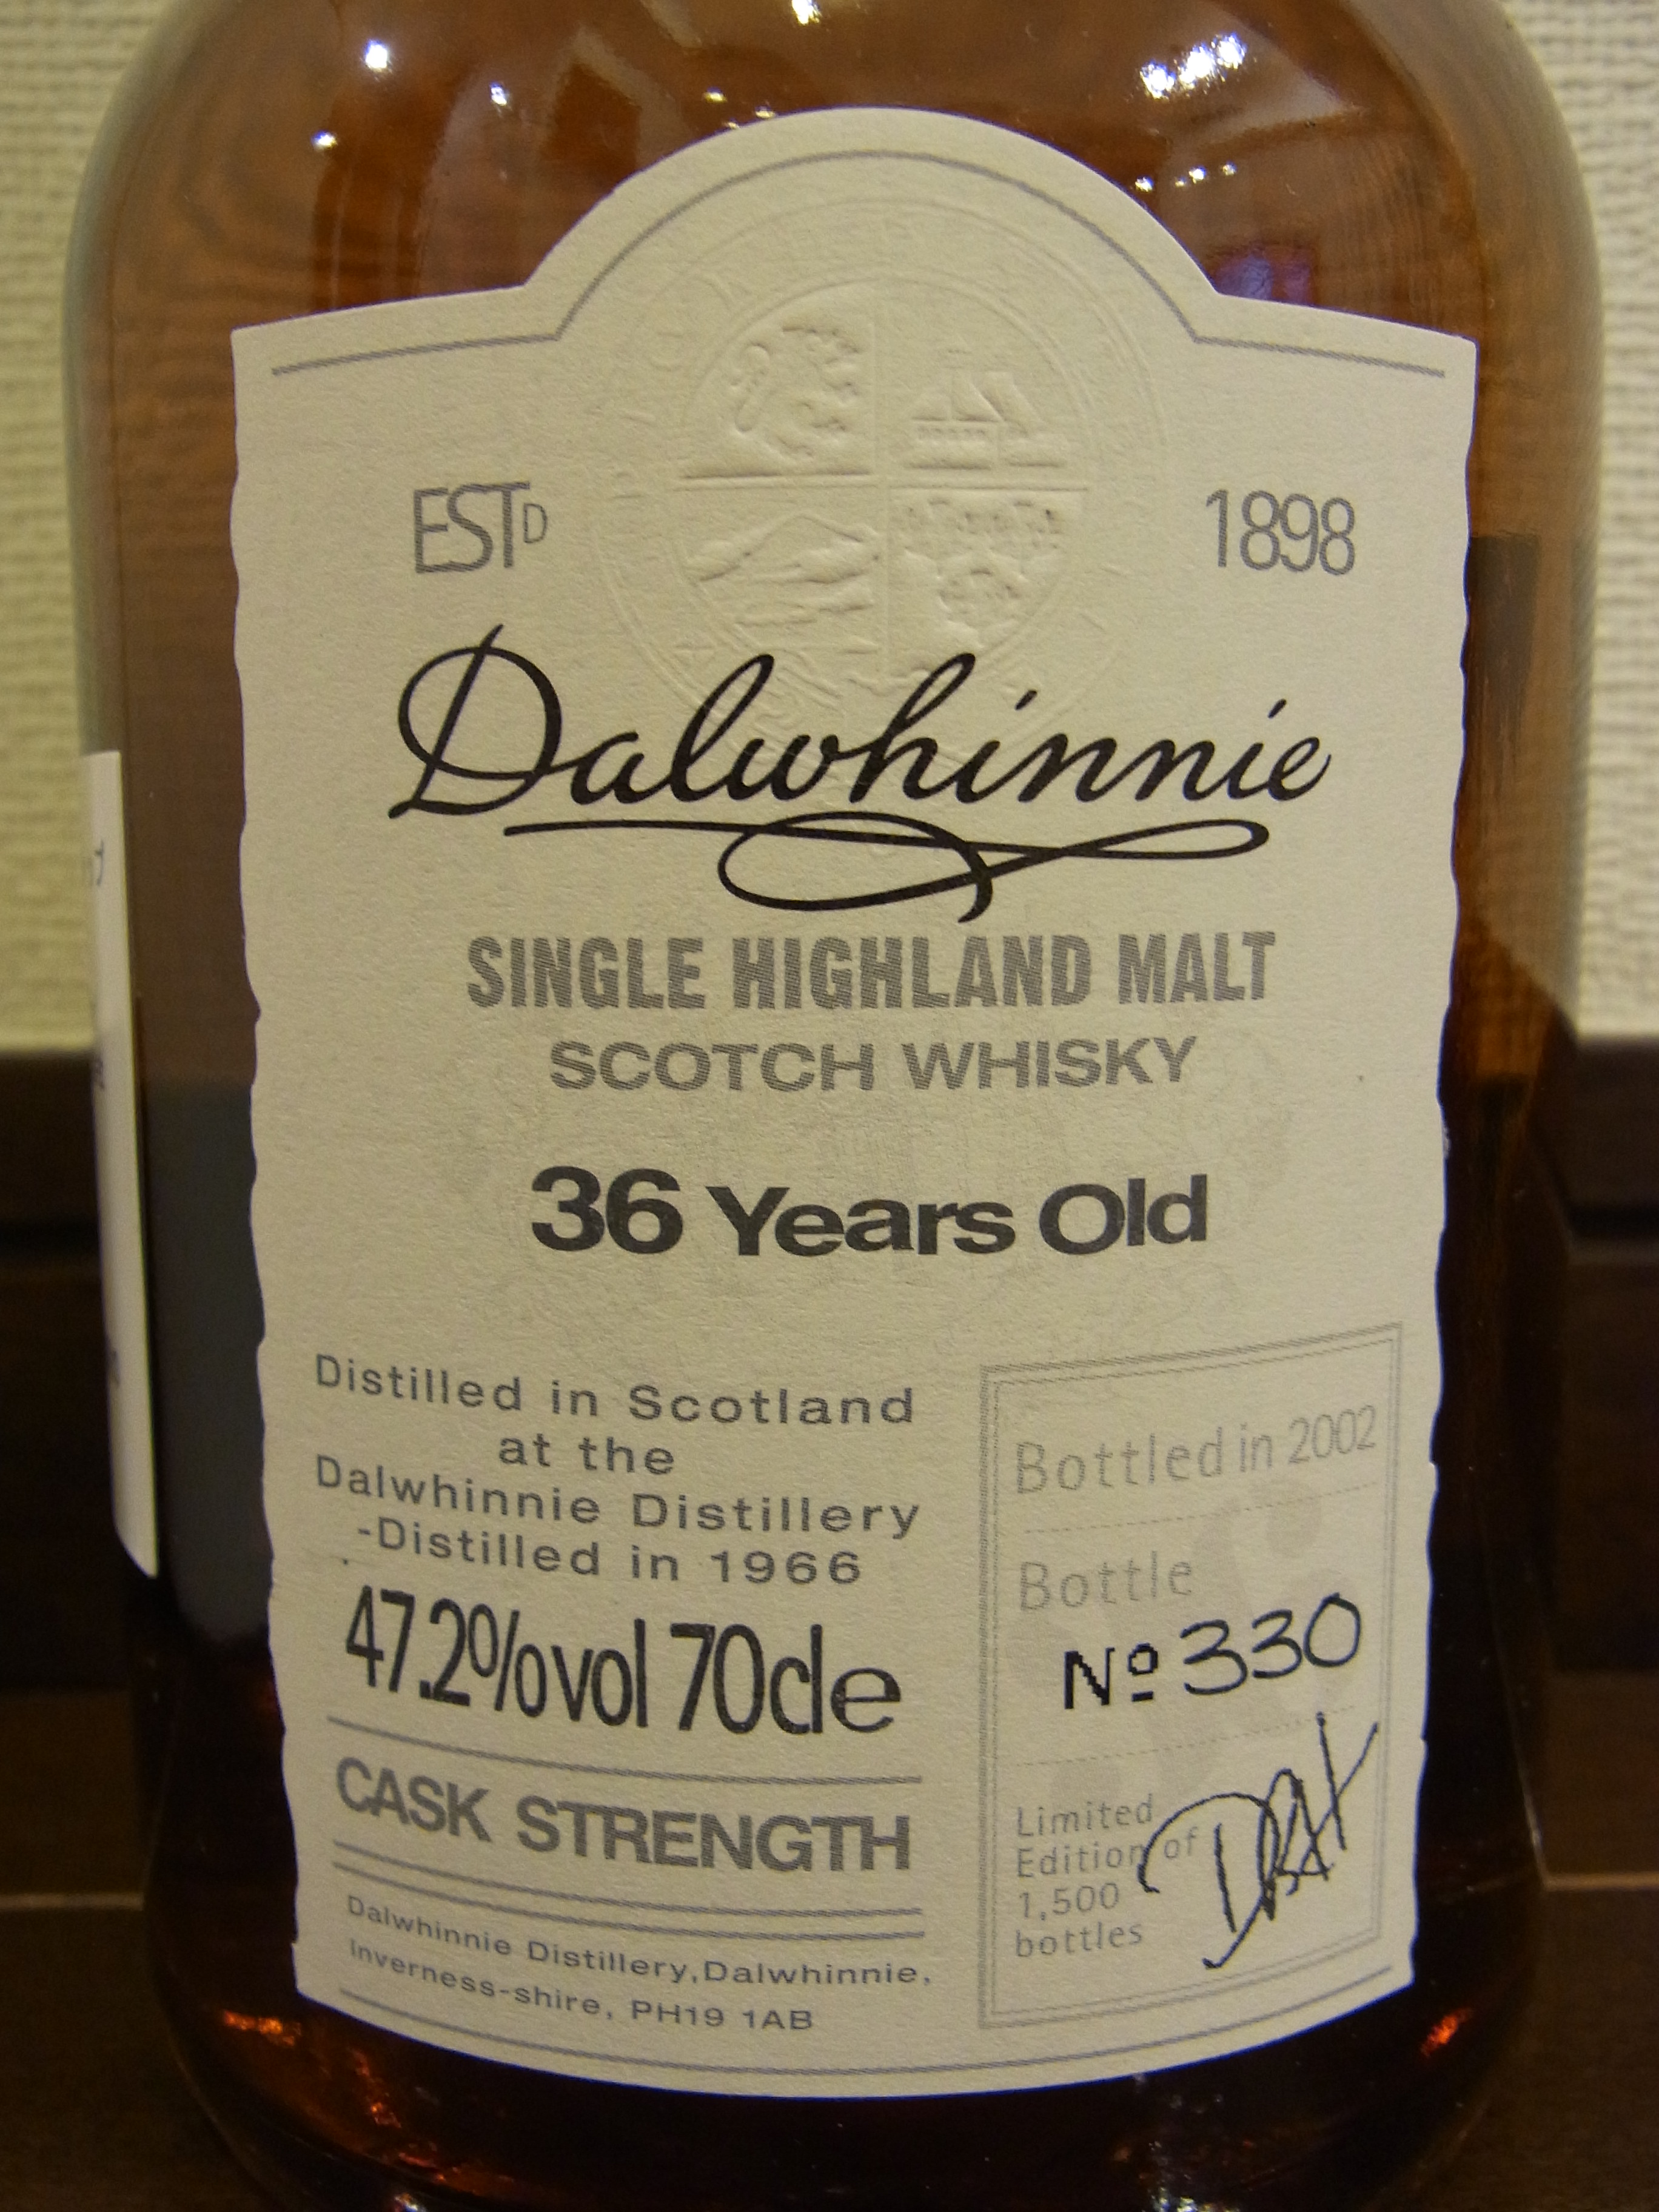 ESTD 1898
Dalwhinnie
SINGLE HIGHLAND MALT
SCOTCH WHISKY
36 Years Old
Distilled in Scotland
at the
Dalwhinnie Distillery
-Distilled in 1966
47.2%vol 70cle
CASK STRENGTH
Dalwhinnie Distillery,Dalwhinnie,
Inverness-shire, PH19 1AB
Bottled in 2002
Bottle
Nº 330
Limited
Edition of
1,500
bottles